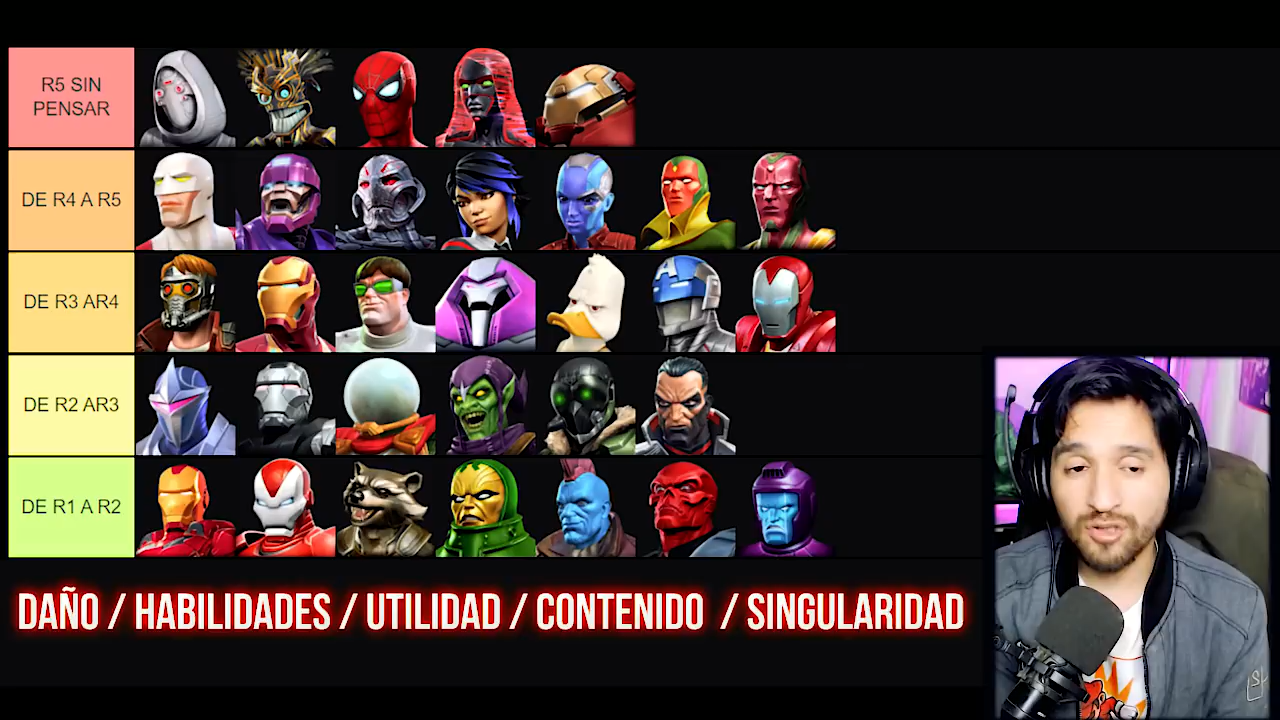 R5 SIN
PENSAR
DE R4 A R5
DE R3 AR4
DE R2 AR3
DE R1 A R2
DAÑO / HABILIDADES / UTILIDAD / CONTENIDO / SINGULARIDAD